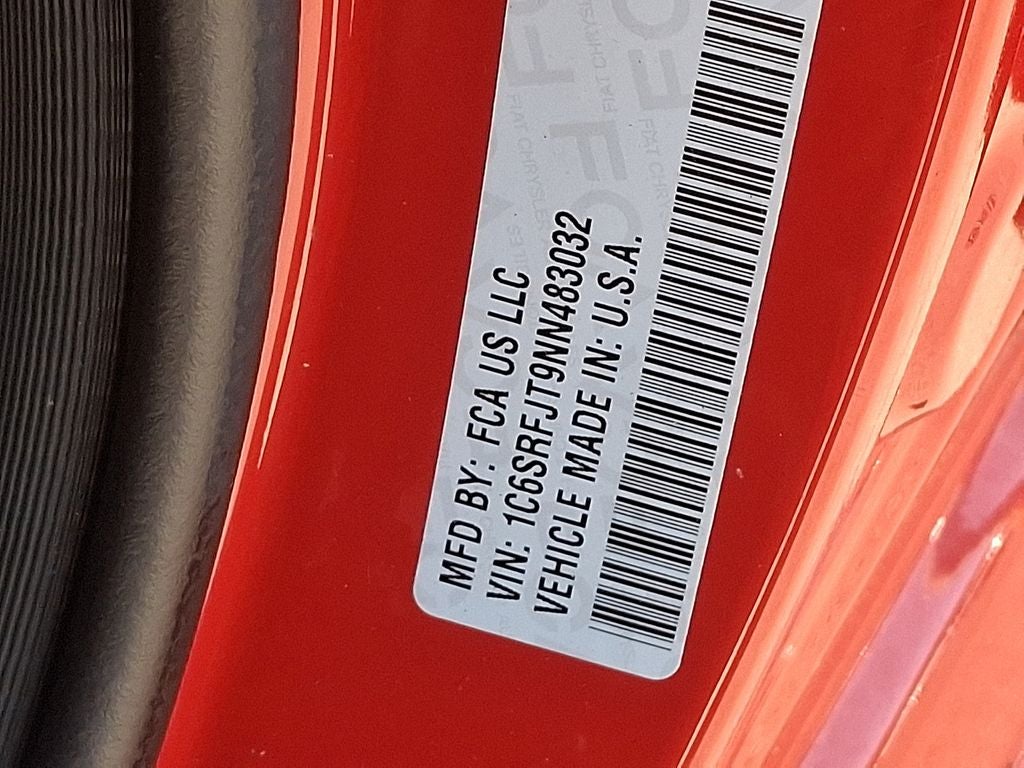 MFD BY: FCA US LLC
VIN: 1C6SRFJT9NN483032
VEHICLE MADE IN: U.S.A.